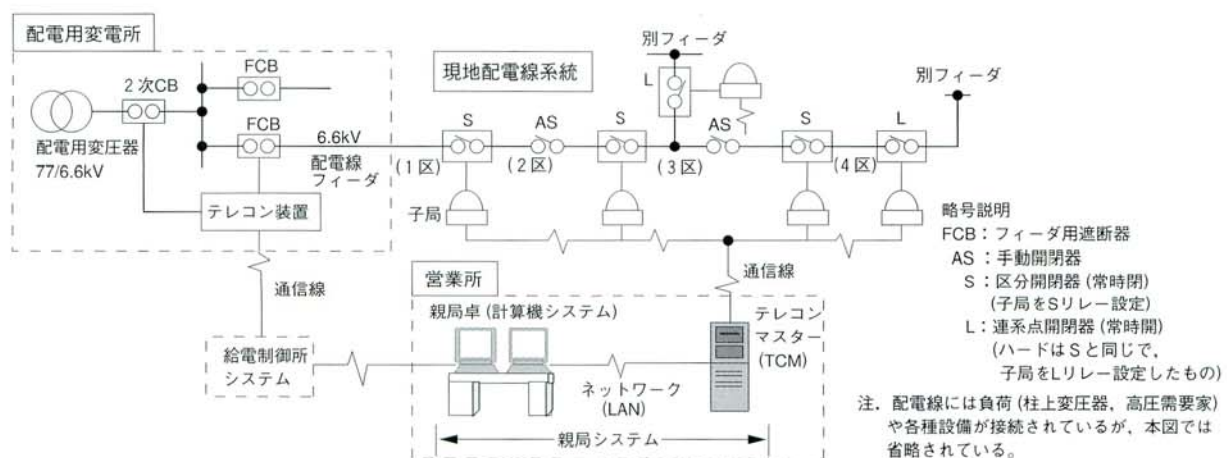 配電用変電所
FCB
2次CB
FCB
6.6kV
配電用変圧器
77/6.6kV
配電線
フィーダ
テレコン装置
通信線
現地配電線系統
別フィーダ
L
別フィーダ
S
AS
S
AS
S
L
(1区)
(2区)
(3区)
(4区)
子局
通信線
営業所
親局卓(計算機システム)
テレコン
マスター
(TCM)
給電制御所
システム
ネットワーク
(LAN)
親局システム
略号説明
FCB：フィーダ用遮断器
AS：手動開閉器
S：区分開閉器(常時閉)
(子局をSリレー設定)
L：連系点開閉器(常時開)
(ハードはSと同じで，
子局をLリレー設定したもの)
注．配電線には負荷(柱上変圧器，高圧需要家)
や各種設備が接続されているが，本図では
省略されている。